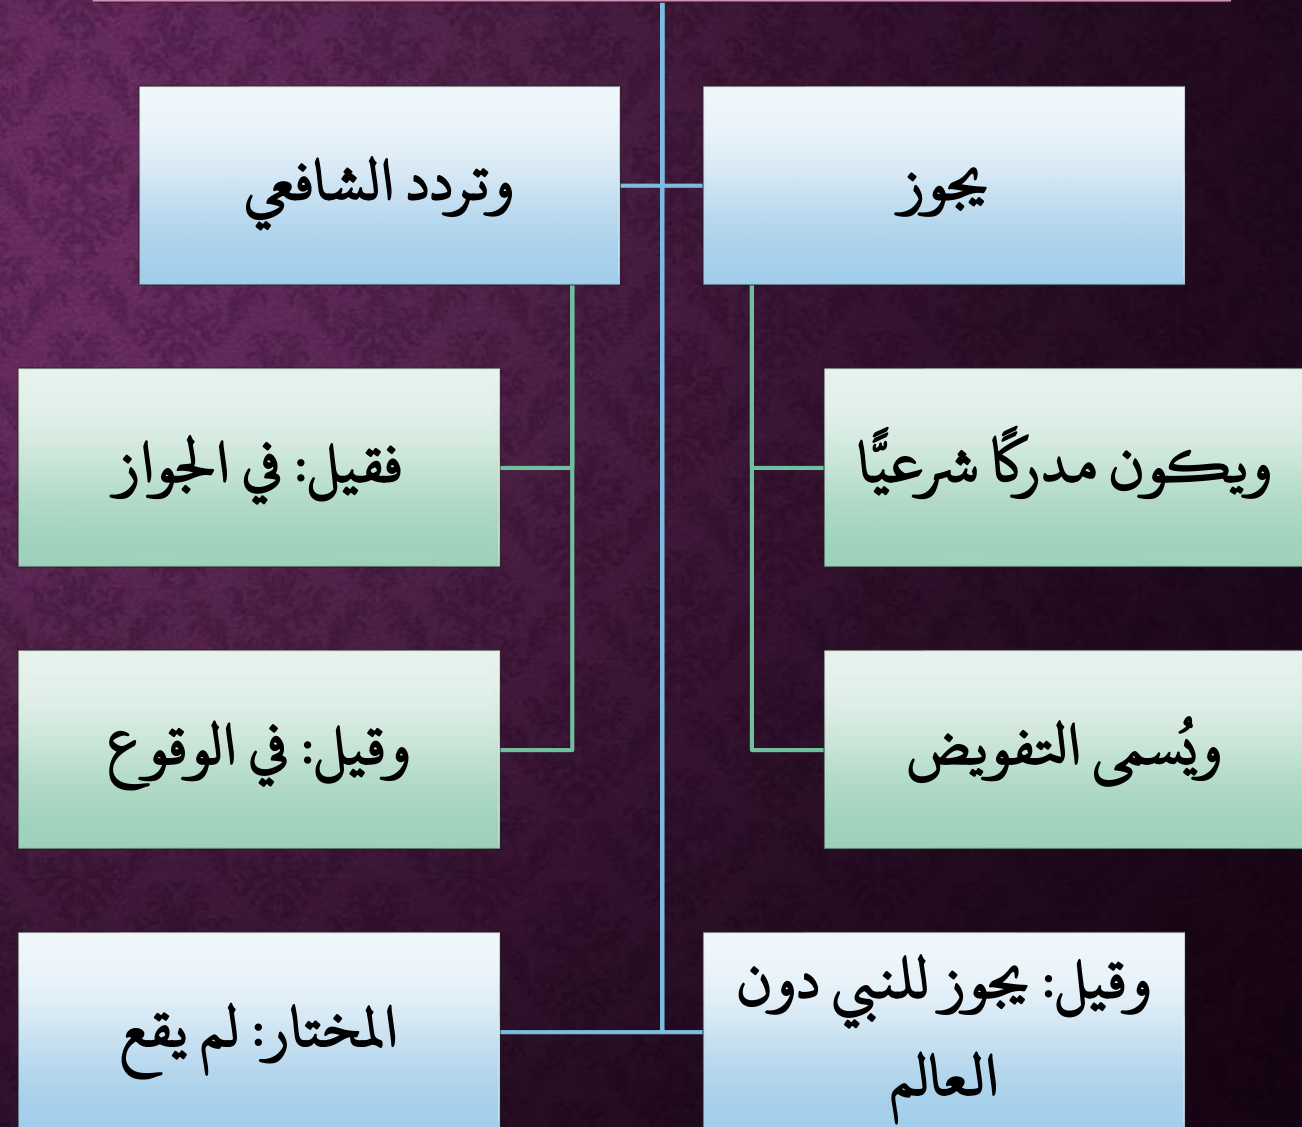 يجوز
وتردد الشافعي
ويكون مدركًا شرعيًّا
فقيل: في الجواز
ويُسمى التفويض
وقيل: في الوقوع
وقيل: يجوز للنبي دون
العالم
المختار: لم يقع